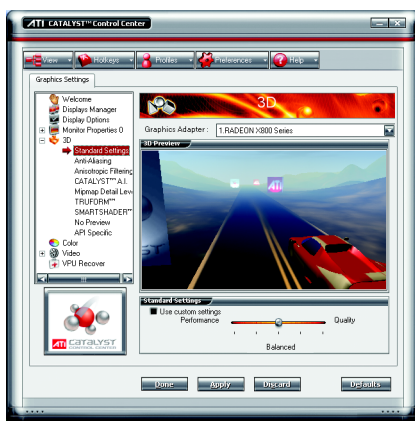 ATI CATALYST™ Control Center
View Hotkeys Profiles Preferences Help
Graphics Settings
Welcome
Displays Manager
Display Options
Monitor Properties 0
3D
Standard Settings
Anti-Aliasing
Anisotropic Filtering
CATALYST™ A.I.
Mipmap Detail Leve
TRUFORM™
SMARTSHADER™
No Preview
API Specific
Color
Video
VPU Recover
3D
Graphics Adapter : 1.RADEON X800 Series
3D Preview
ATI
Standard Settings
Use custom settings
Performance Quality
Balanced
ATI CATALYST
CONTROL CENTER
Done Apply Discard Defaults